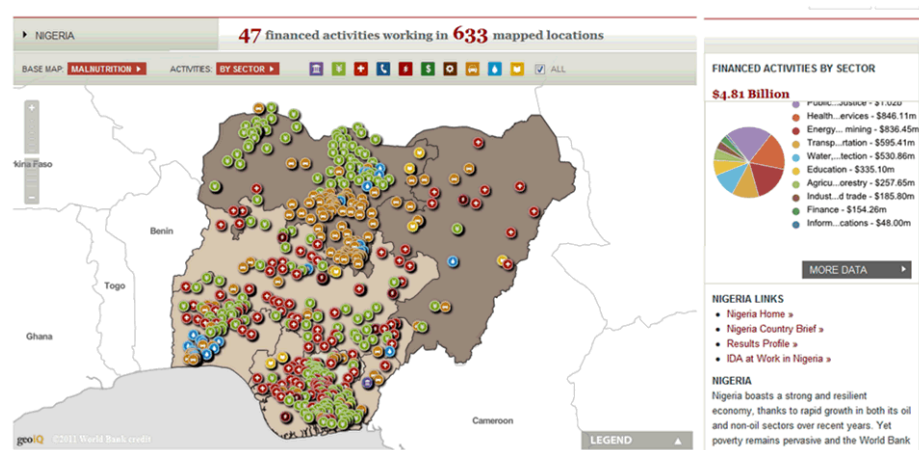 NIGERIA
47 financed activities working in 633 mapped locations
BASE MAP: MALNUTRITION ACTIVITIES: BY SECTOR ALL
Burkina Faso
Benin
Togo
Ghana
Cameroon
geoIQ ©2011 World Bank credit
LEGEND
FINANCED ACTIVITIES BY SECTOR
$4.81 Billion
Public...Justice - $1.02b
Health...ervices - $846.11m
Energy... mining - $836.45m
Transp...rtation - $595.41m
Water,...tection - $530.86m
Education - $335.10m
Agricu...orestry - $257.65m
Indust...d trade - $185.80m
Finance - $154.26m
Inform...cations - $48.00m
MORE DATA
NIGERIA LINKS
Nigeria Home »
Nigeria Country Brief »
Results Profile »
IDA at Work in Nigeria »
NIGERIA
Nigeria boasts a strong and resilient
economy, thanks to rapid growth in both its oil
and non-oil sectors over recent years. Yet
poverty remains pervasive and the World Bank